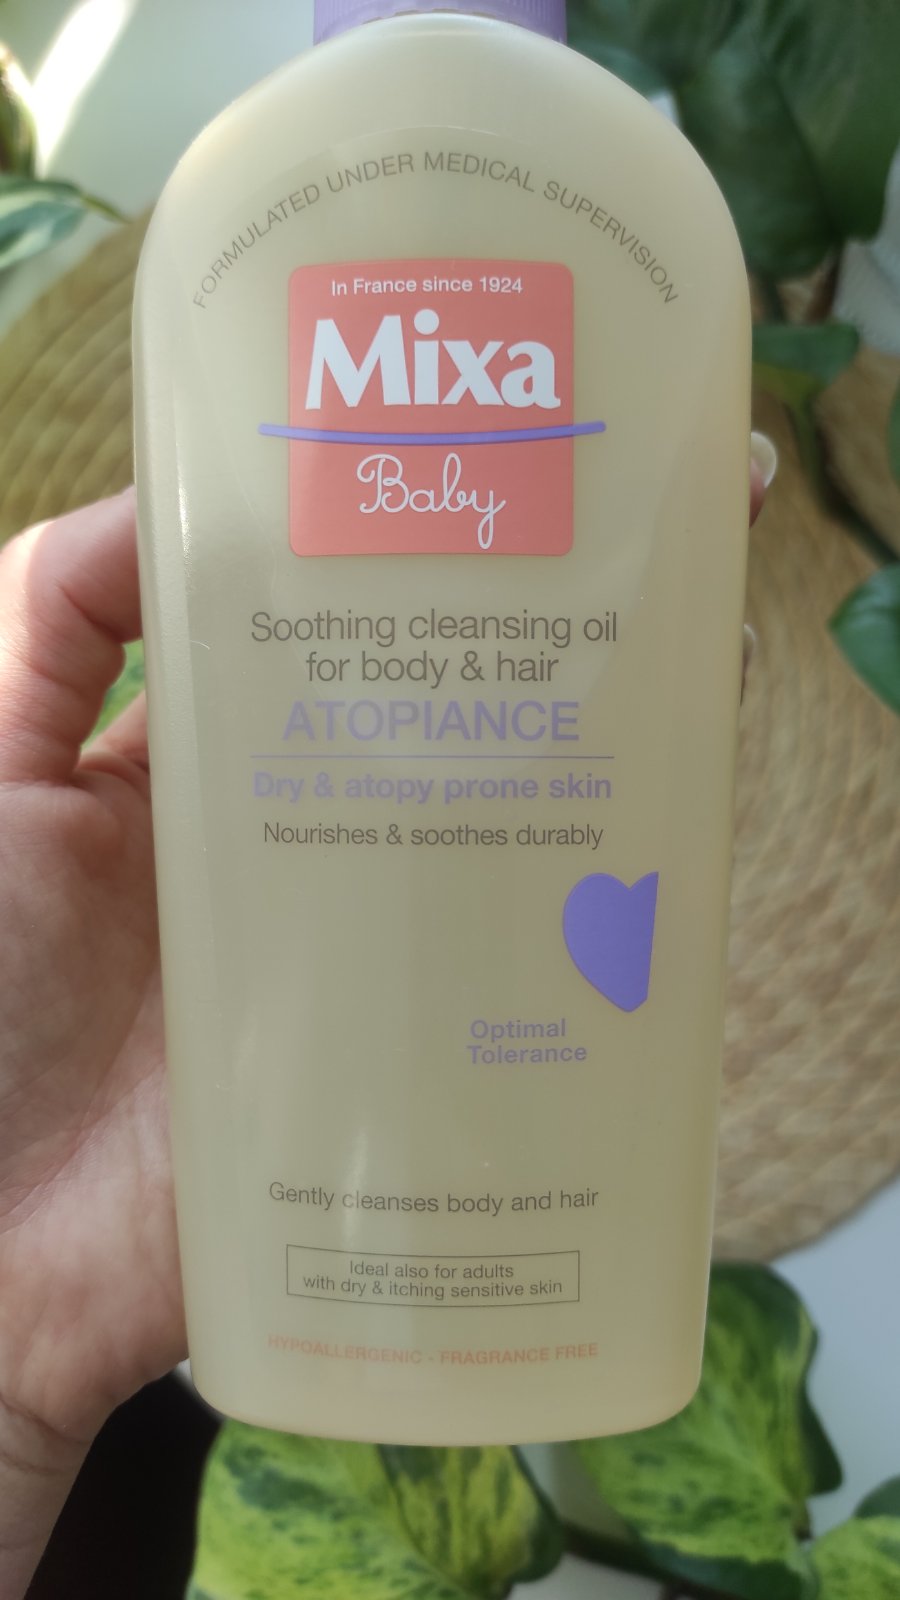 FORMULATED UNDER MEDICAL SUPERVISION
In France since 1924
Mixa
Baby
Soothing cleansing oil
for body & hair
ATOPIANCE
Dry & atopy prone skin
Nourishes & soothes durably
Optimal
Tolerance
Gently cleanses body and hair
Ideal also for adults
with dry & itching sensitive skin
HYPOALLERGENIC - FRAGRANCE FREE